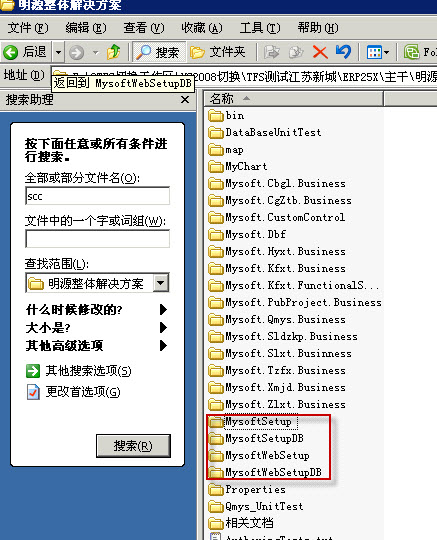 明源整体解决方案
文件(F) 编辑(E) 查看(V) 收藏(A) 工具(T) 帮助(H)
后退 搜索 文件夹 Fol
地址(D) 2008切换\TFS测试江苏新城\ERP25X\主干\明源
返回到 MysoftWebSetupDB
搜索助理
按下面任意或所有条件进行搜索。
全部或部分文件名(O):
scc
文件中的一个字或词组(W):
查找范围(L):
明源整体解决方案
什么时候修改的?
大小是?
其他高级选项
其他搜索选项(S)
更改首选项(G)
搜索(R)
名称
bin
DataBaseUnitTest
map
MyChart
Mysoft.Cbgl.Business
Mysoft.CgZtb.Business
Mysoft.CustomControl
Mysoft.Dbf
Mysoft.Hyxt.Business
Mysoft.Kfxt.Business
Mysoft.Kfxt.FunctionalS...
Mysoft.PubProject.Business
Mysoft.Qmys.Business
Mysoft.Sldzkp.Business
Mysoft.Slxt.Businness
Mysoft.Tzfx.Business
Mysoft.Xmjd.Business
Mysoft.Zlxt.Business
MysoftSetup
MysoftSetupDB
MysoftWebSetup
MysoftWebSetupDB
Properties
Qmys_UnitTest
相关文档